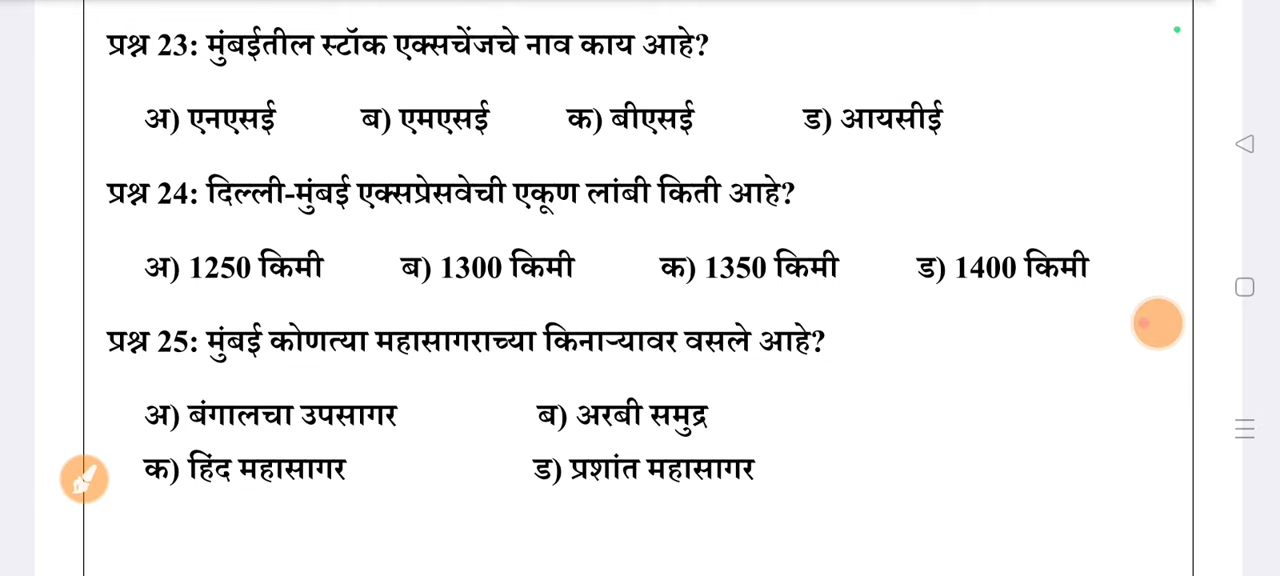 प्रश्न 23: मुंबईतील स्टॉक एक्सचेंजचे नाव काय आहे?
अ) एनएसई ब) एमएसई क) बीएसई ड) आयसीई
प्रश्न 24: दिल्ली-मुंबई एक्सप्रेसवेची एकूण लांबी किती आहे?
अ) 1250 किमी ब) 1300 किमी क) 1350 किमी ड) 1400 किमी
प्रश्न 25: मुंबई कोणत्या महासागराच्या किनाऱ्यावर वसले आहे?
अ) बंगालचा उपसागर ब) अरबी समुद्र
क) हिंद महासागर ड) प्रशांत महासागर